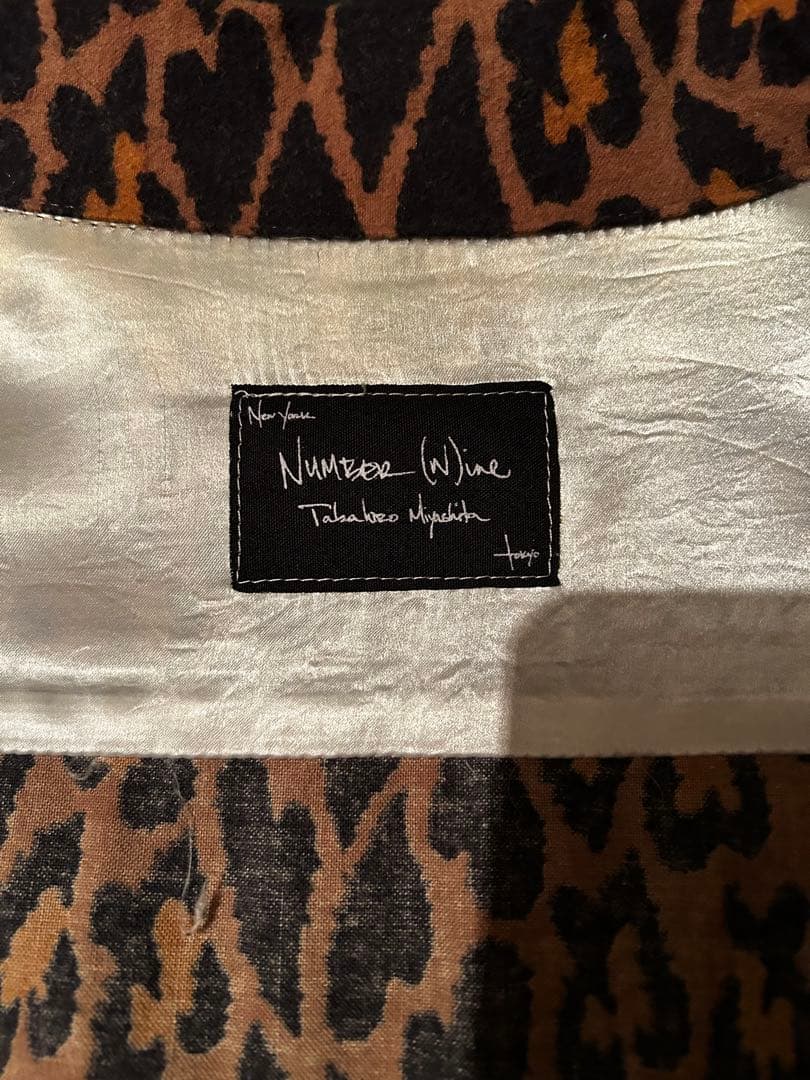 New York
NUMBER (N)ine
Takahiro Miyashita
tokyo